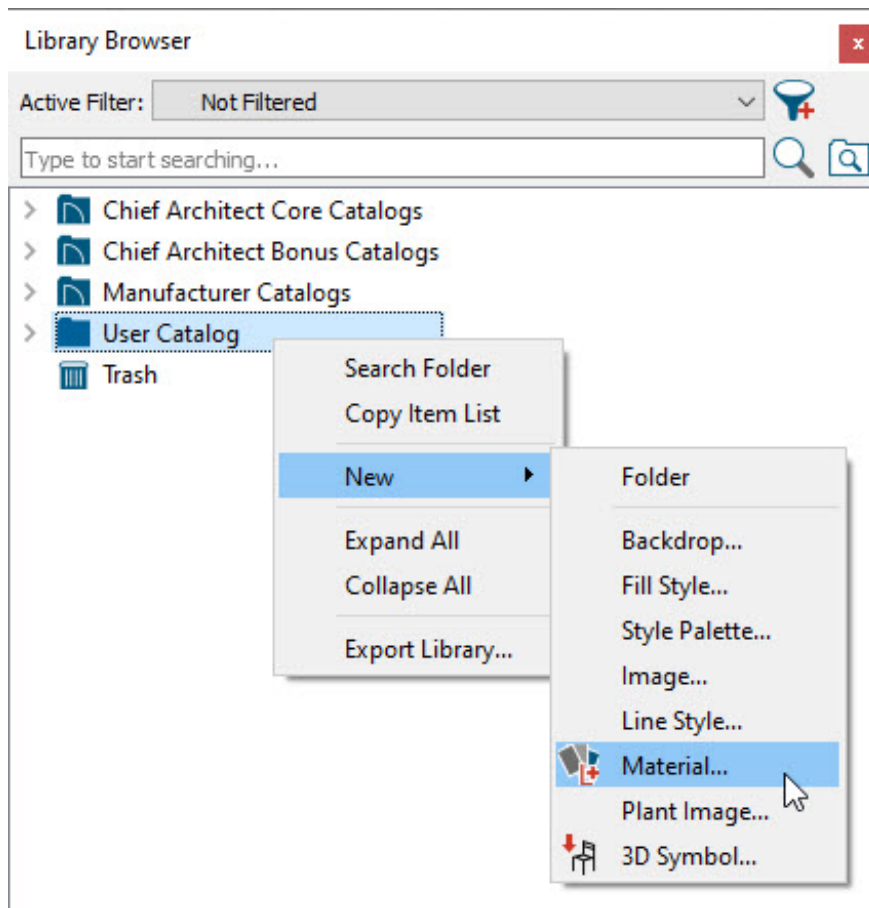 Library Browser
x
Active Filter: Not Filtered
Type to start searching...
Chief Architect Core Catalogs
Chief Architect Bonus Catalogs
Manufacturer Catalogs
User Catalog
Trash
Search Folder
Copy Item List
New
Expand All
Collapse All
Export Library...
Folder
Backdrop...
Fill Style...
Style Palette...
Image...
Line Style...
Material...
Plant Image...
3D Symbol...